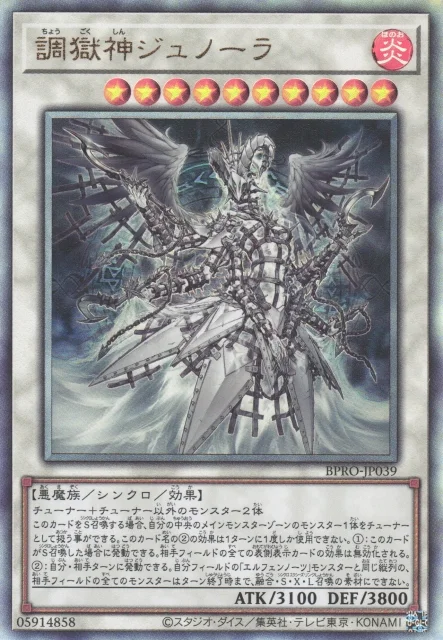 調獄神ジュノーラ
炎
BPRO-JP039
【悪魔族／シンクロ／効果】
チューナー＋チューナー以外のモンスター２体
このカードをＳ召喚する場合、自分の中央のメインモンスターゾーンのモンスター１体をチューナー
として扱う事ができる。このカード名の②の効果は１ターンに１度しか使用できない。①：このカー
ドがＳ召喚した場合に発動できる。相手フィールドの全ての表側表示カードの効果は無効化される。
②：自分・相手ターンに発動できる。自分フィールドの「エルフェンノーツ」モンスターと同じ縦列の、
相手フィールドの全てのモンスターはターン終了時まで、融合・Ｓ・Ｘ・Ｌ召喚の素材にできない。
ATK/3100 DEF/3800
05914858
©スタジオ・ダイス／集英社・テレビ東京・KONAMI